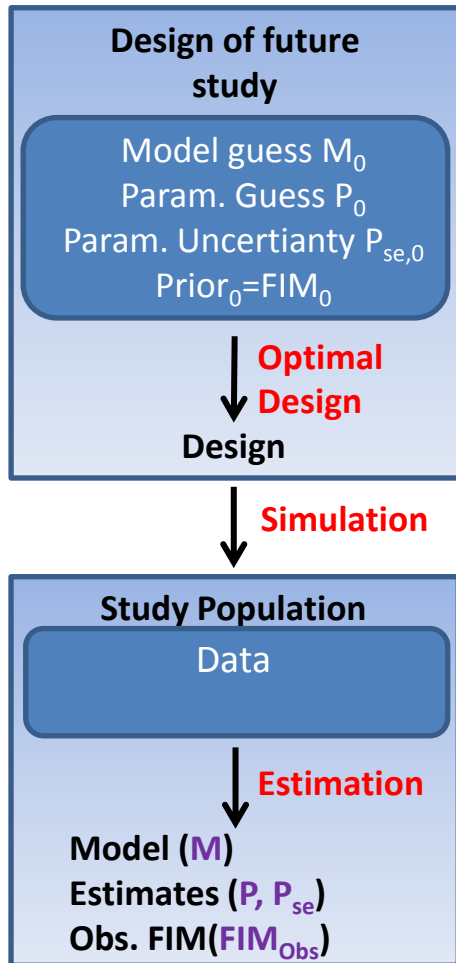 Design of future
study
Model guess M₀
Param. Guess P₀
Param. Uncertianty Pse,0
Prior₀=FIM₀
Optimal
Design
Design
Simulation
Study Population
Data
Estimation
Model (M)
Estimates (P, Pse)
Obs. FIM(FIMObs)